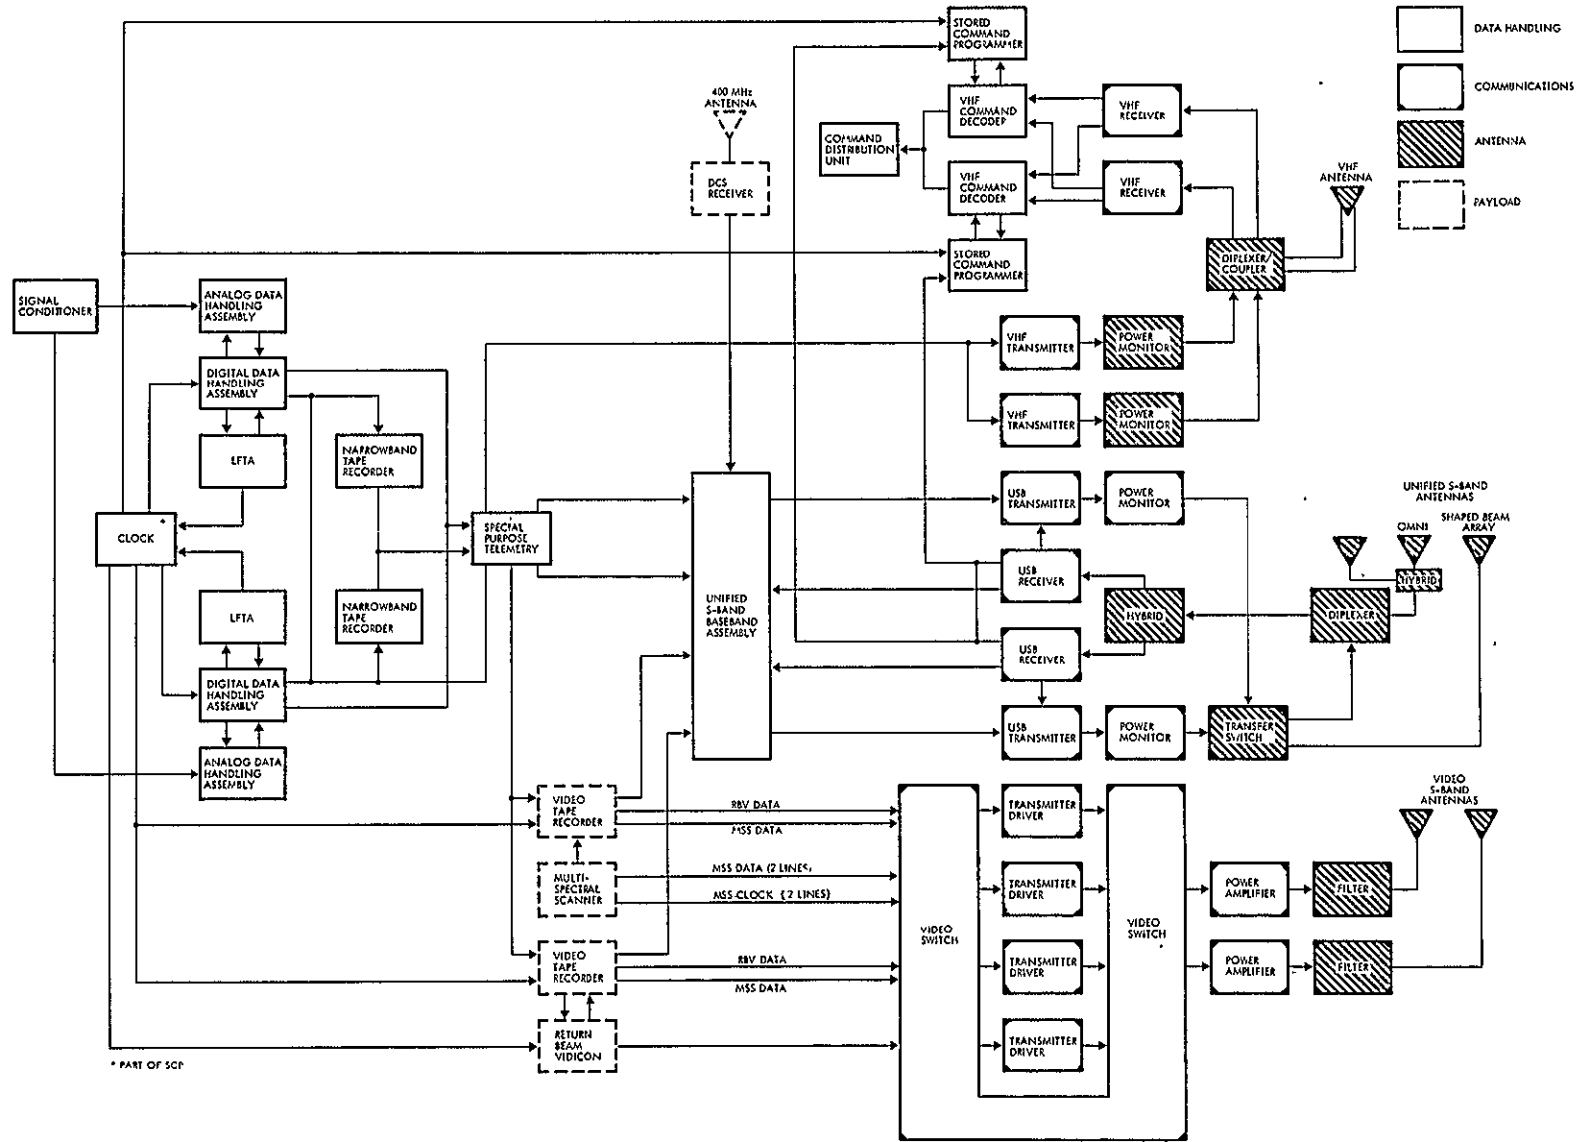 STORED
COMMAND
PROGRAMMER
DATA HANDLING
COMMUNICATIONS
ANTENNA
PAYLOAD
400 MHz
ANTENNA
VHF
COMMAND
DECODER
VHF
RECEIVER
COMMAND
DISTRIBUTION
UNIT
DCS
RECEIVER
VHF
COMMAND
DECODER
VHF
RECEIVER
VHF
ANTENNA
STORED
COMMAND
PROGRAMMER
DIPLEXER/
COUPLER
SIGNAL
CONDITIONER
ANALOG DATA
HANDLING
ASSEMBLY
VHF
TRANSMITTER
POWER
MONITOR
DIGITAL DATA
HANDLING
ASSEMBLY
VHF
TRANSMITTER
POWER
MONITOR
LFTA
NARROWBAND
TAPE
RECORDER
USB
TRANSMITTER
POWER
MONITOR
UNIFIED S-BAND
ANTENNAS
OMNI
SHAPED BEAM
ARRAY
CLOCK *
SPECIAL
PURPOSE
TELEMETRY
USB
RECEIVER
HYBRID
UNIFIED
S-BAND
BASEBAND
ASSEMBLY
LFTA
NARROWBAND
TAPE
RECORDER
HYBRID
DIPLEXER
USB
RECEIVER
DIGITAL DATA
HANDLING
ASSEMBLY
USB
TRANSMITTER
POWER
MONITOR
TRANSFER
SWITCH
ANALOG DATA
HANDLING
ASSEMBLY
VIDEO
TAPE
RECORDER
RBV DATA
MSS DATA
TRANSMITTER
DRIVER
VIDEO
S-BAND
ANTENNAS
MULTI-
SPECTRAL
SCANNER
MSS DATA (2 LINES)
MSS-CLOCK (2 LINES)
TRANSMITTER
DRIVER
POWER
AMPLIFIER
FILTER
VIDEO
SWITCH
VIDEO
SWITCH
VIDEO
TAPE
RECORDER
RBV DATA
MSS DATA
TRANSMITTER
DRIVER
POWER
AMPLIFIER
FILTER
RETURN
BEAM
VIDICON
TRANSMITTER
DRIVER
* PART OF SCP